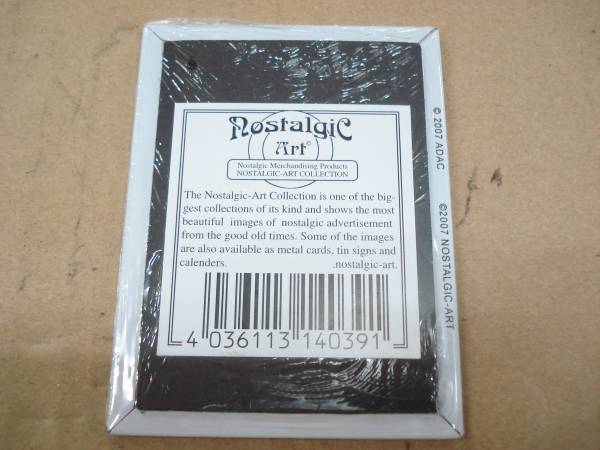 Nostalgic
Art©
Nostalgic Merchandising Products
NOSTALGIC-ART COLLECTION
The Nostalgic-Art Collection is one of the big-
gest collections of its kind and shows the most
beautiful images of nostalgic advertisement
from the good old times. Some of the images
are also available as metal cards, tin signs and
calenders. .nostalgic-art.
4 036113 140391
© 2007 ADAC
©2007 NOSTALGIC-ART